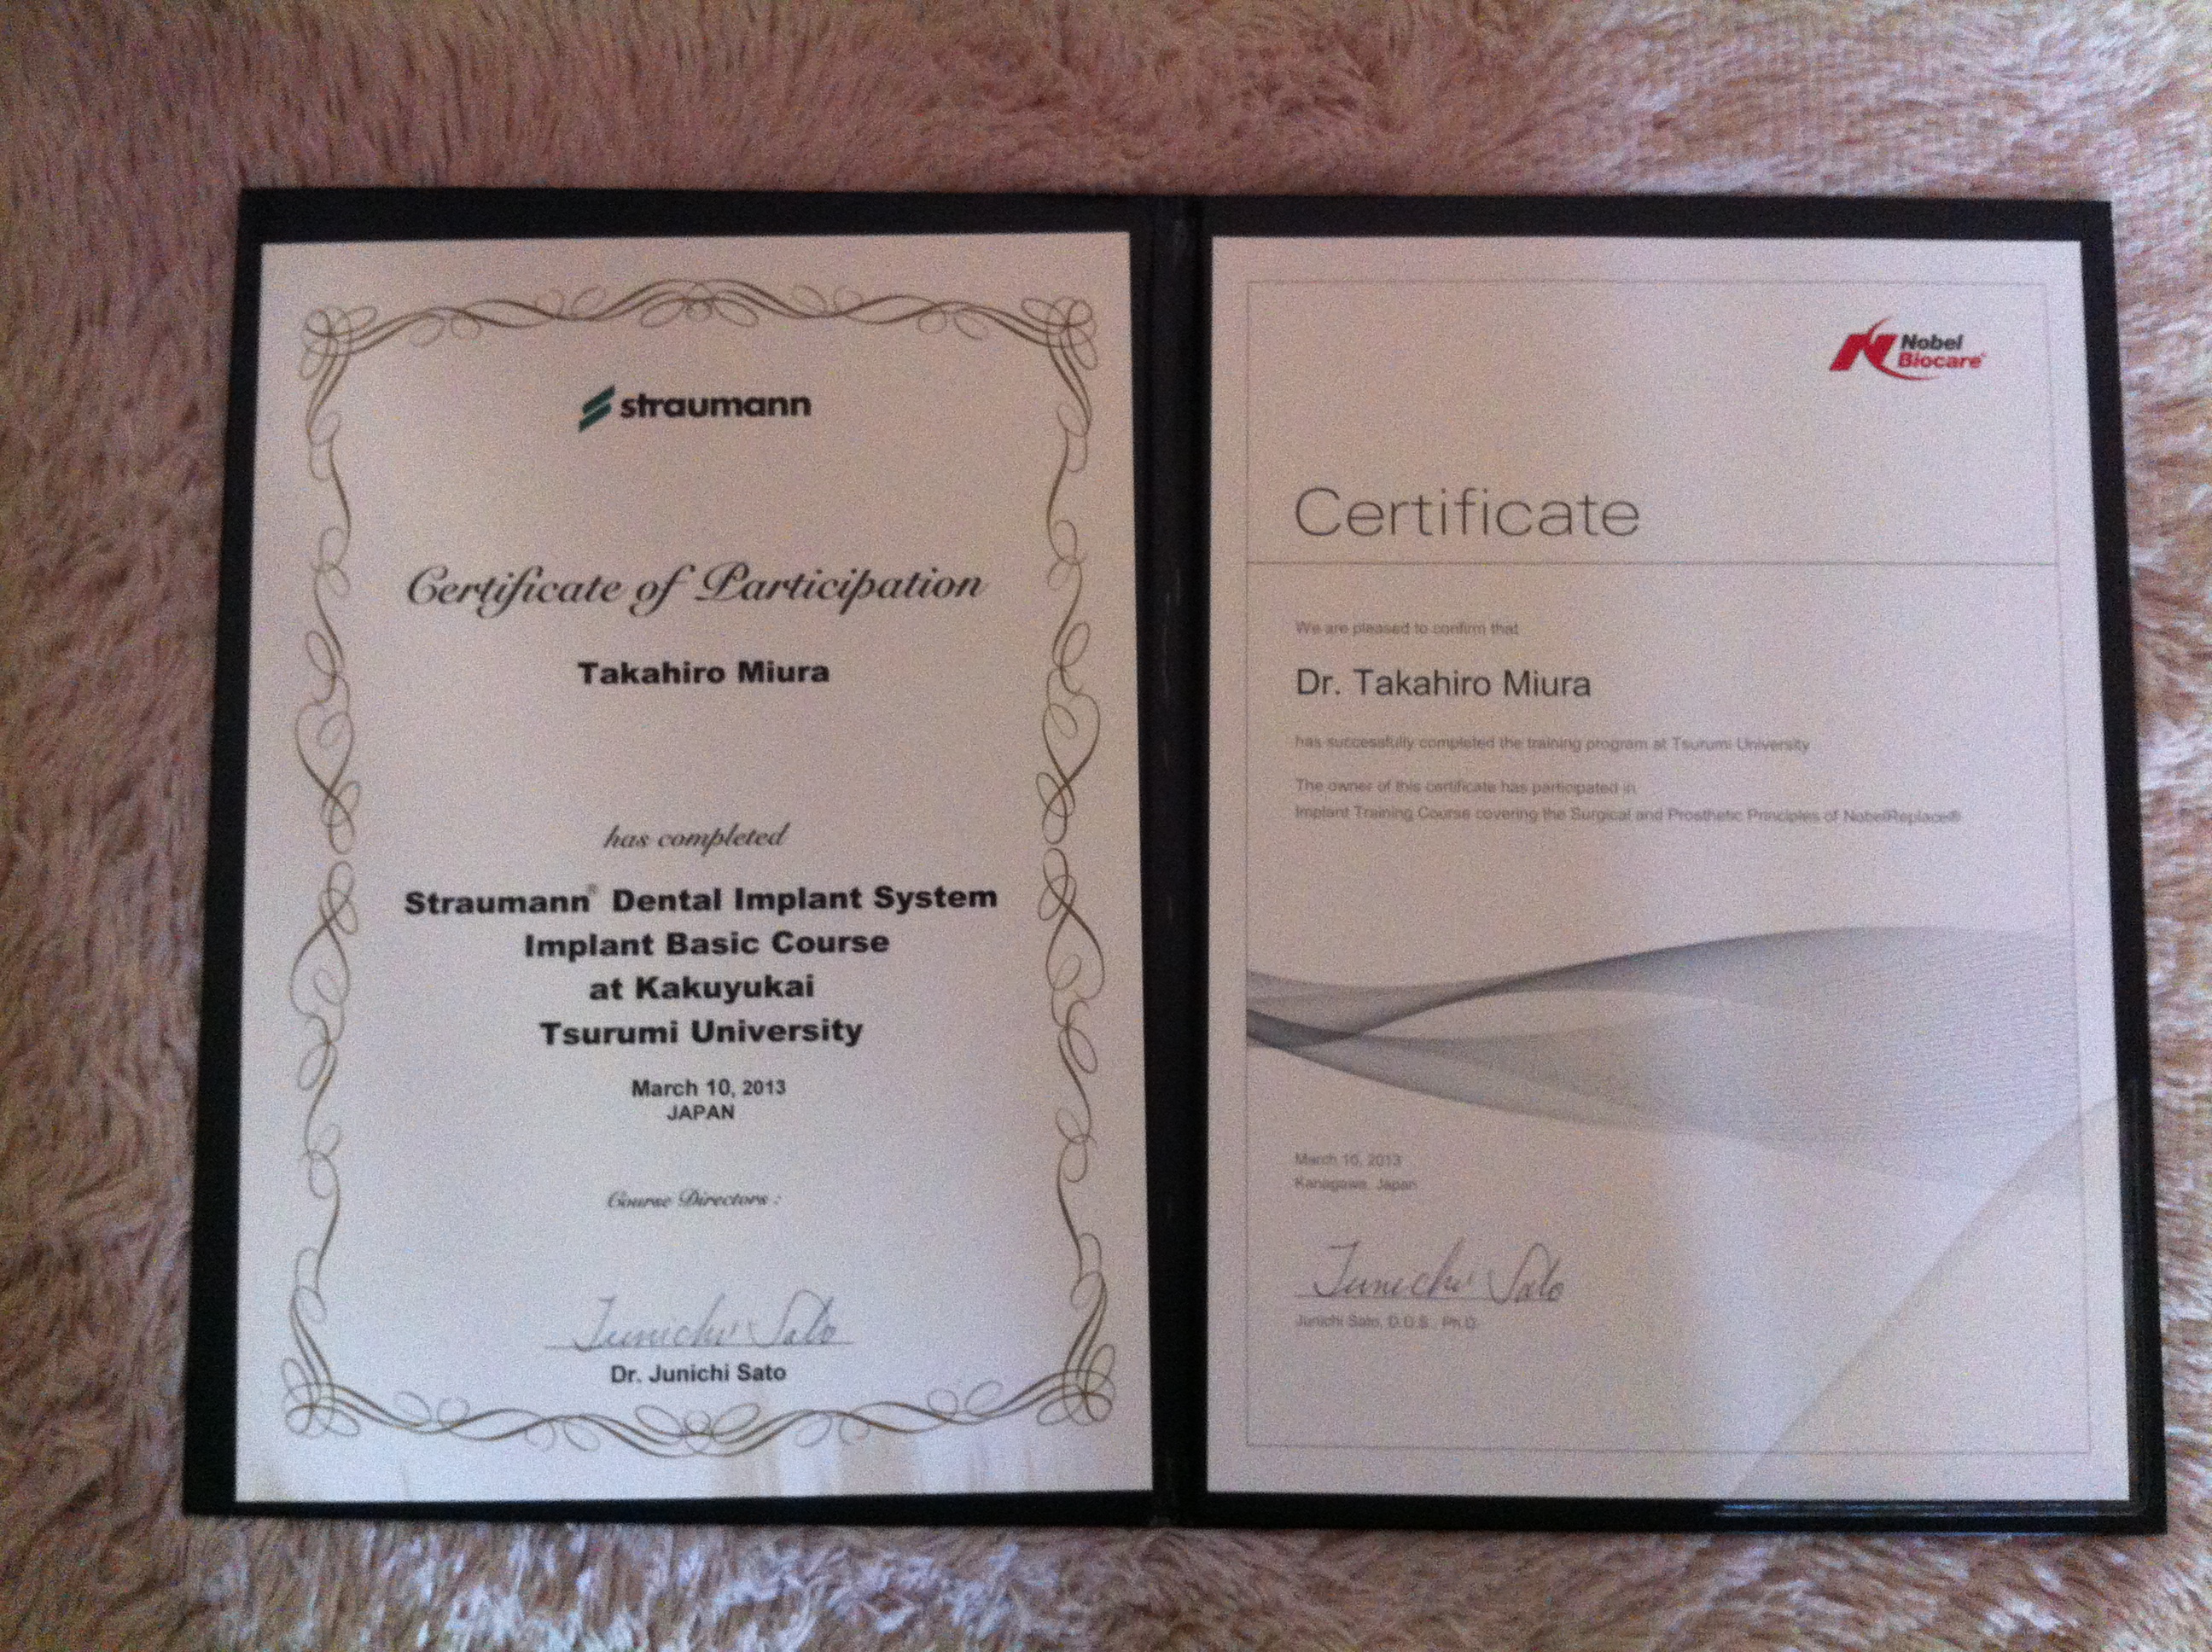 straumann
Certificate of Participation
Takahiro Miura
has completed
Straumann® Dental Implant System
Implant Basic Course
at Kakuyukai
Tsurumi University
March 10, 2013
JAPAN
Course Directors :
Junichi Sato
Dr. Junichi Sato
Nobel
Biocare®
Certificate
We are pleased to confirm that
Dr. Takahiro Miura
has successfully completed the training program at Tsurumi University
The owner of this certificate has participated in
Implant Training Course covering the Surgical and Prosthetic Principles of NobelReplace®
March 10, 2013
Kanagawa, Japan
Junichi Sato
Junichi Sato, D.D.S., Ph.D.